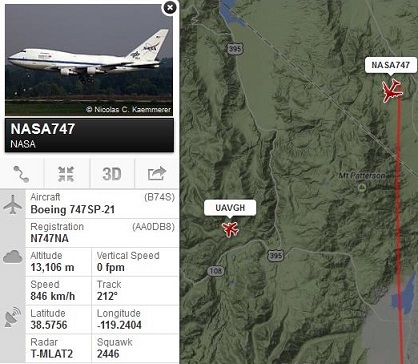 NASA
© Nicolas C. Kaemmerer
NASA747
NASA
3D
Aircraft (B74S)
Boeing 747SP-21
Registration (AA0DB8)
N747NA
Altitude Vertical Speed
13,106 m 0 fpm
Speed Track
846 km/h 212°
Latitude Longitude
38.5756 -119.2404
Radar Squawk
T-MLAT2 2446
395
NASA747
Mt Patterson
UAVGH
395
108